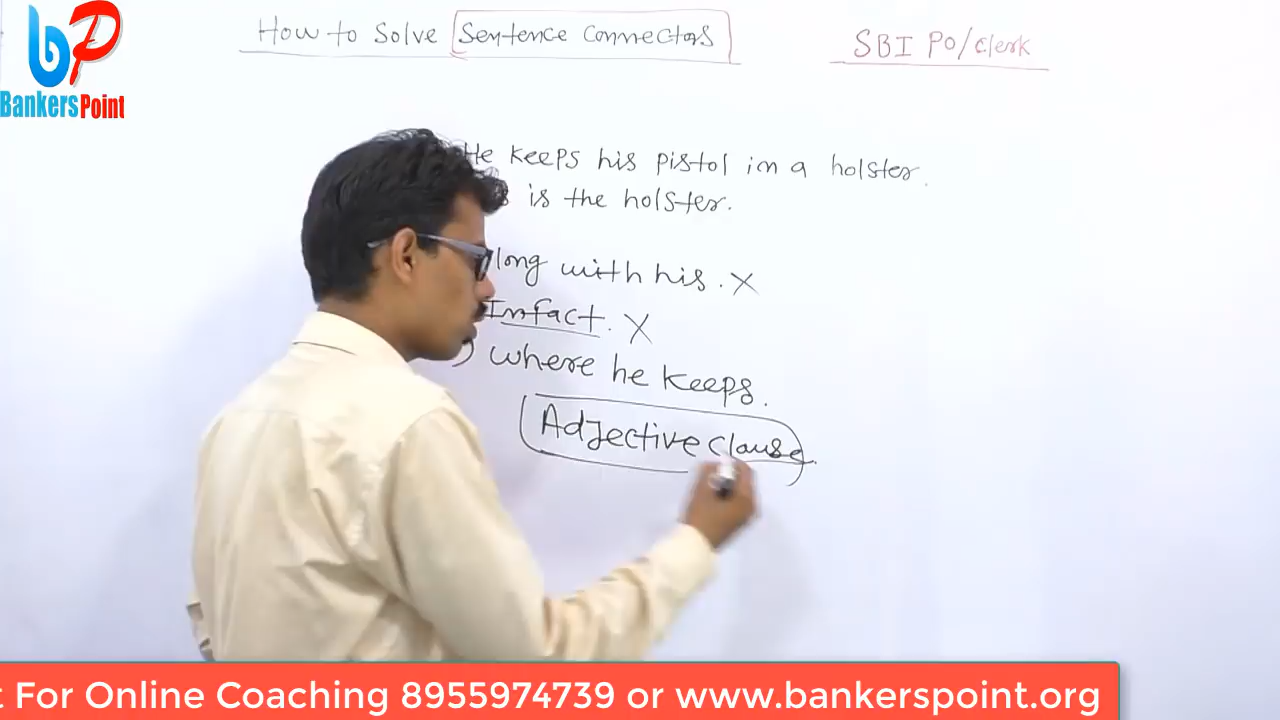 How to Solve Sentence Connectors
SBI PO/Clerk
bp
BankersPoint
He keeps his pistol in a holster.
is the holster.
with his. X
Infact. X
) where he keeps.
Adjective clause.
For Online Coaching 8955974739 or www.bankerspoint.org